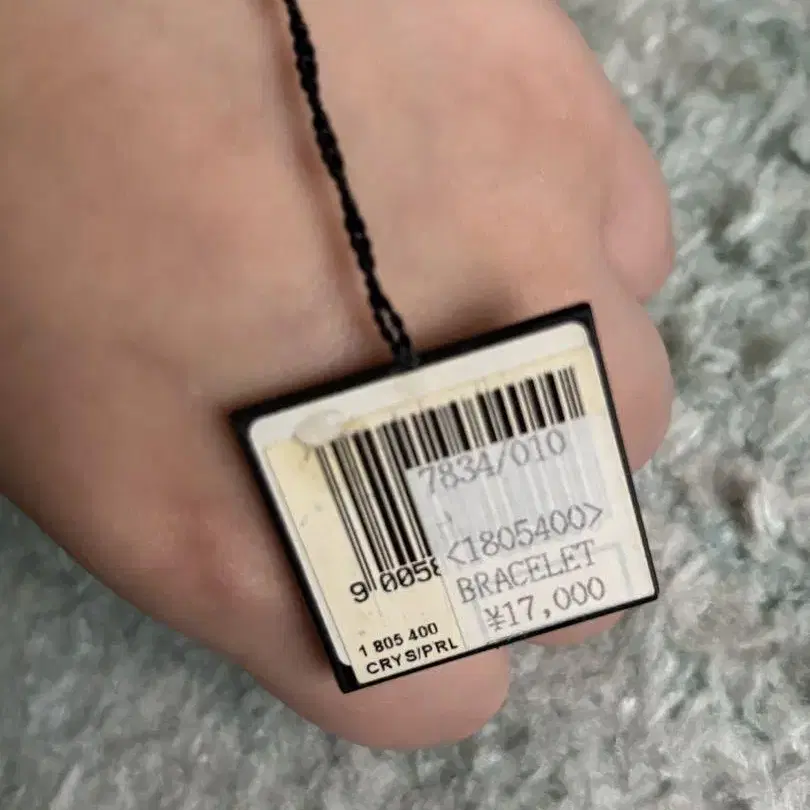 7834/010
<1805400>
BRACELET
¥17,000
9 0058
1 805 400
CRYS/PRL